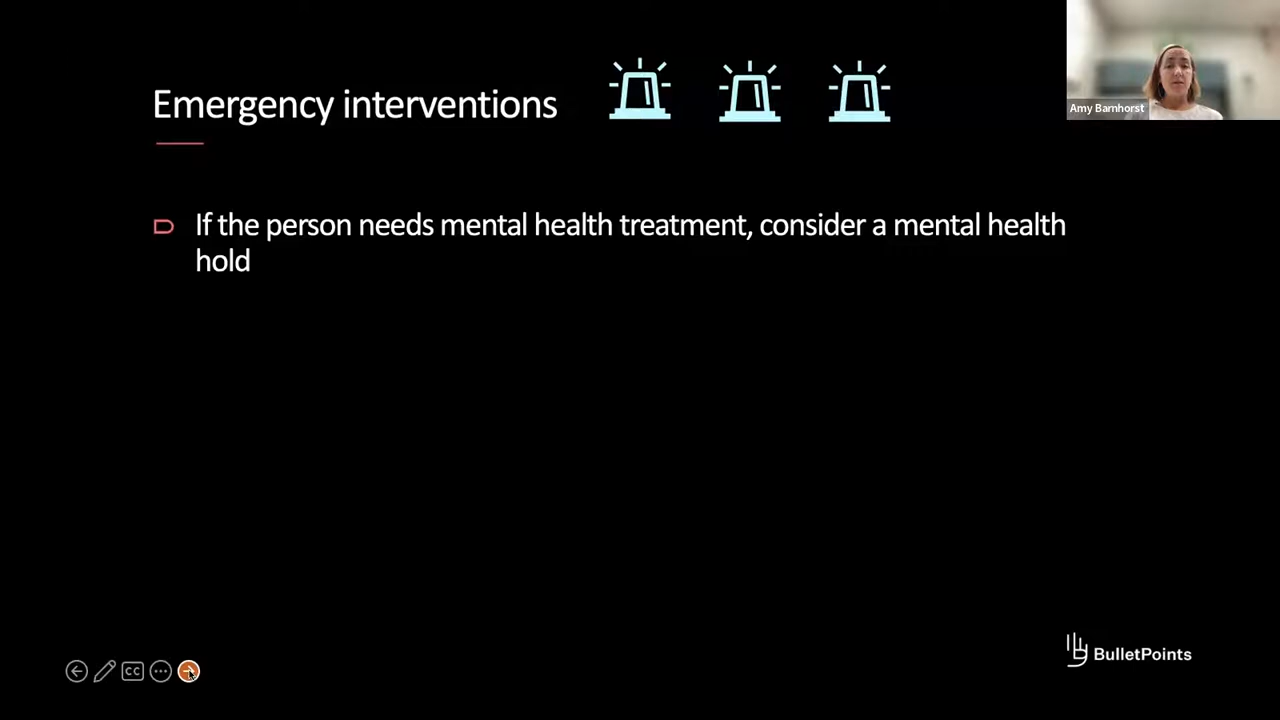 Emergency interventions
Amy Barnhorst
If the person needs mental health treatment, consider a mental health
hold
CC
BulletPoints